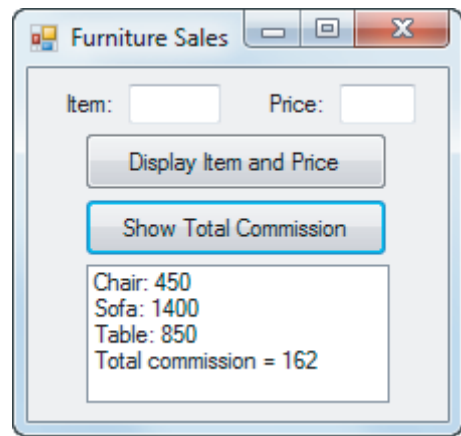 Furniture Sales
Item: Price:
Display Item and Price
Show Total Commission
Chair: 450
Sofa: 1400
Table: 850
Total commission = 162